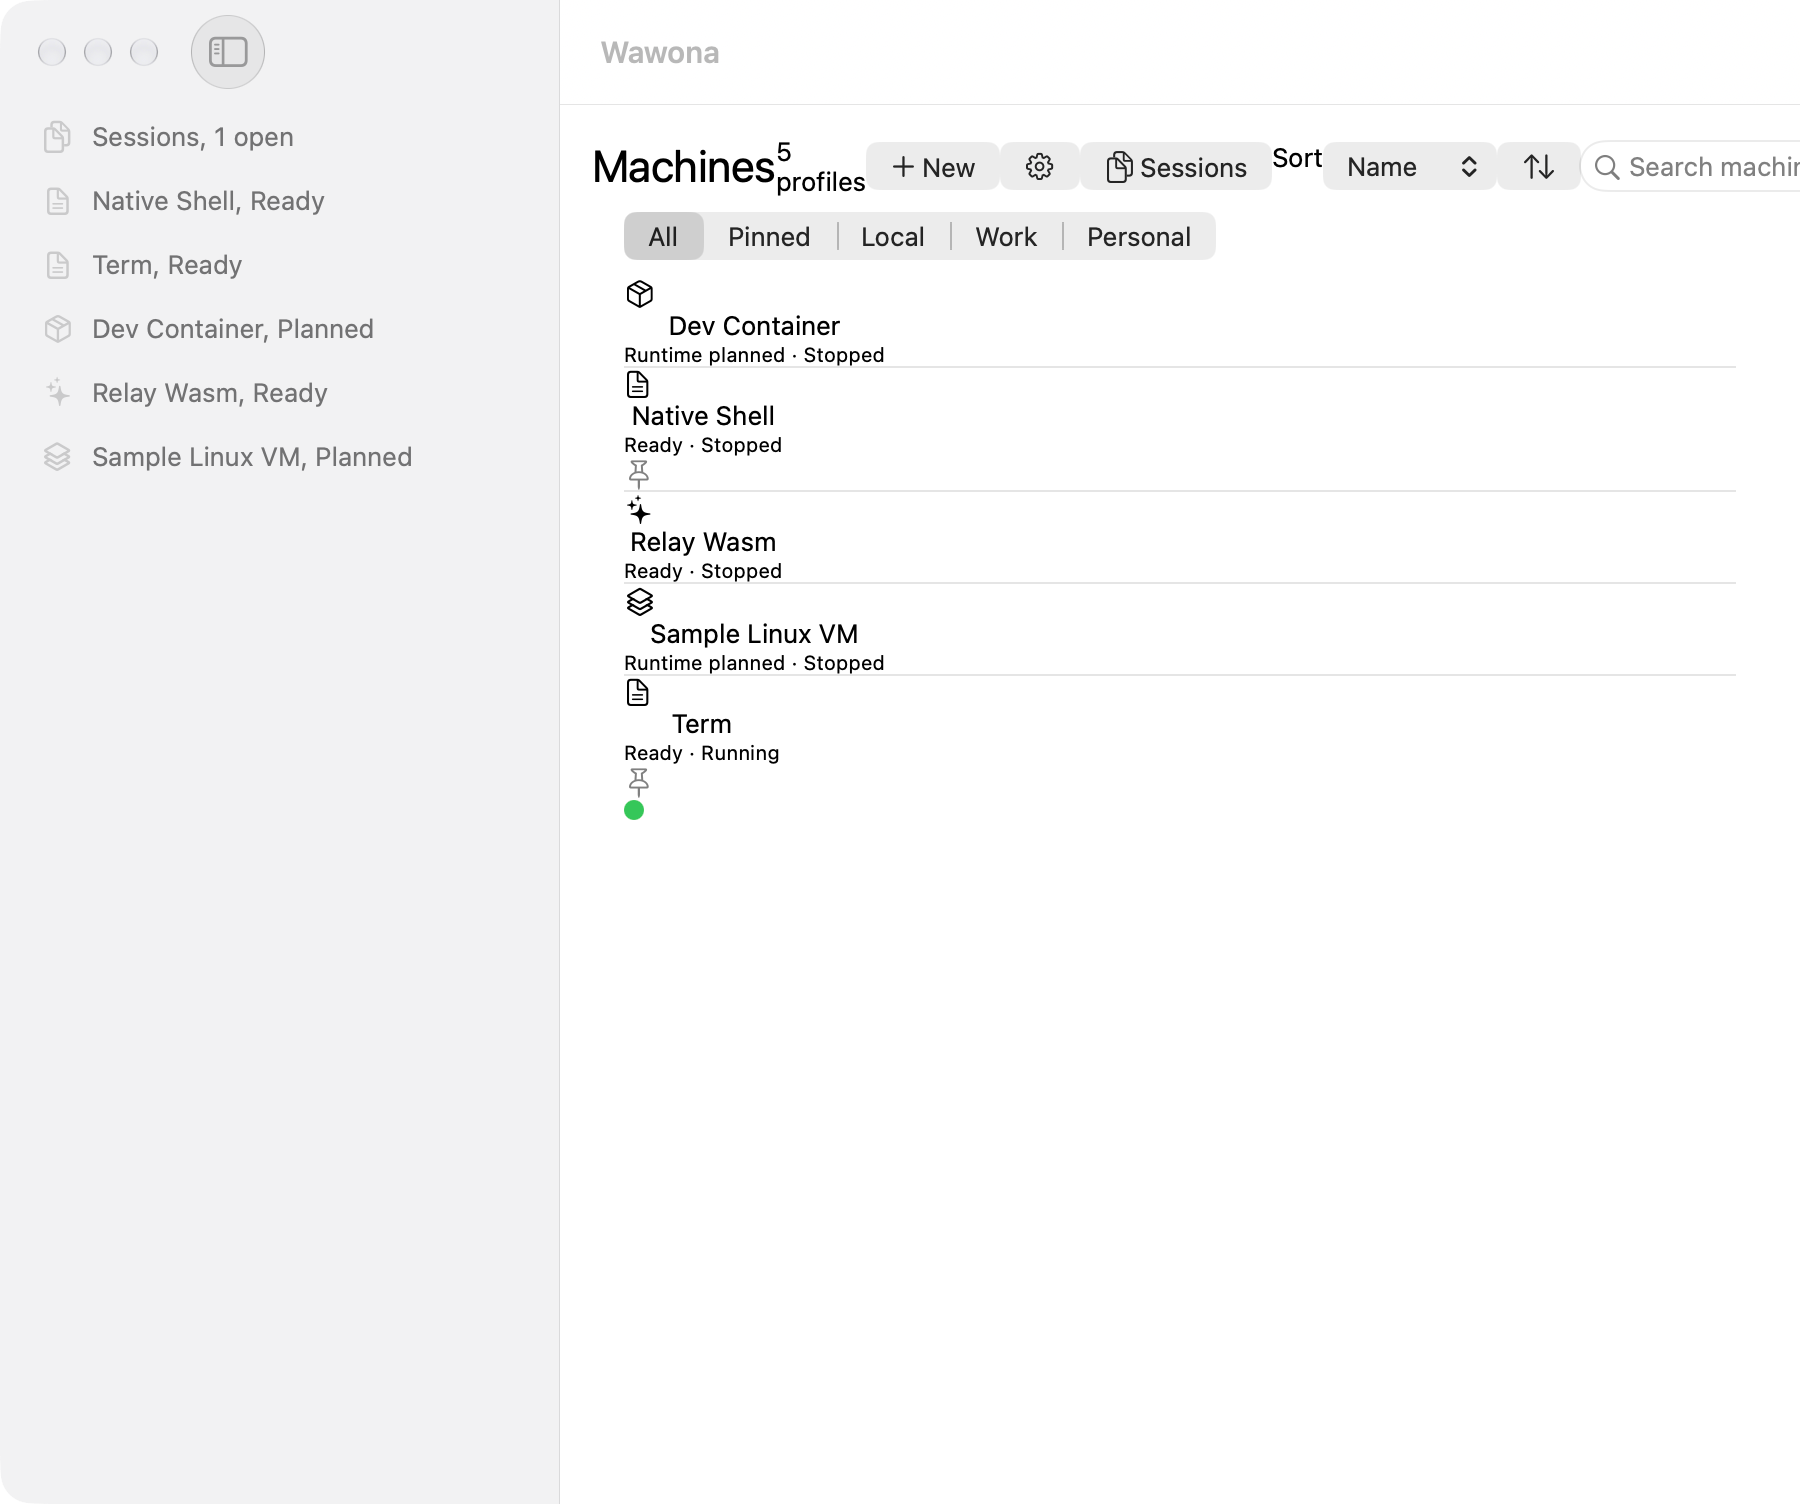 Wawona
Sessions, 1 open
Native Shell, Ready
Term, Ready
Dev Container, Planned
Relay Wasm, Ready
Sample Linux VM, Planned
Machines 5 profiles + New Sessions Sort Name Search machin
All Pinned Local Work Personal
Dev Container
Runtime planned · Stopped
Native Shell
Ready · Stopped
Relay Wasm
Ready · Stopped
Sample Linux VM
Runtime planned · Stopped
Term
Ready · Running